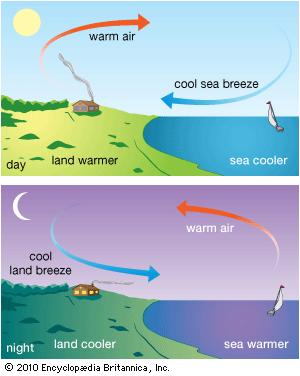 warm air
cool sea breeze
day
land warmer
sea cooler
warm air
cool
land breeze
night
land cooler
sea warmer
© 2010 Encyclopædia Britannica, Inc.